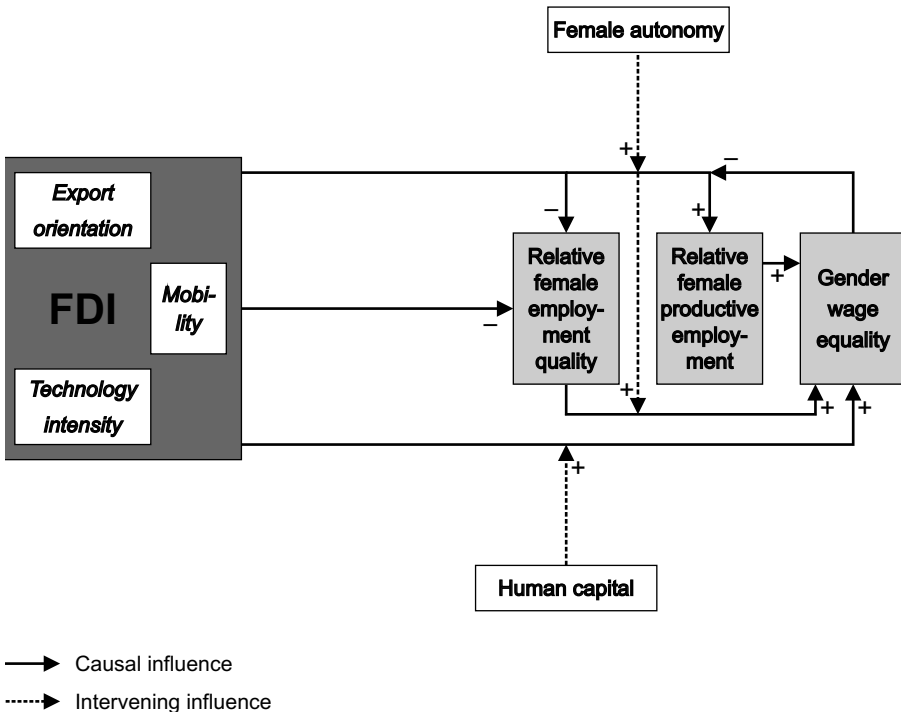 Female autonomy
+
–
Export
orientation
–
+
Relative
female
employ-
ment
quality
Relative
female
productive
employ-
ment
Gender
wage
equality
+
FDI
Mobi-
lity
–
Technology
intensity
+
+
+
+
Human capital
Causal influence
Intervening influence